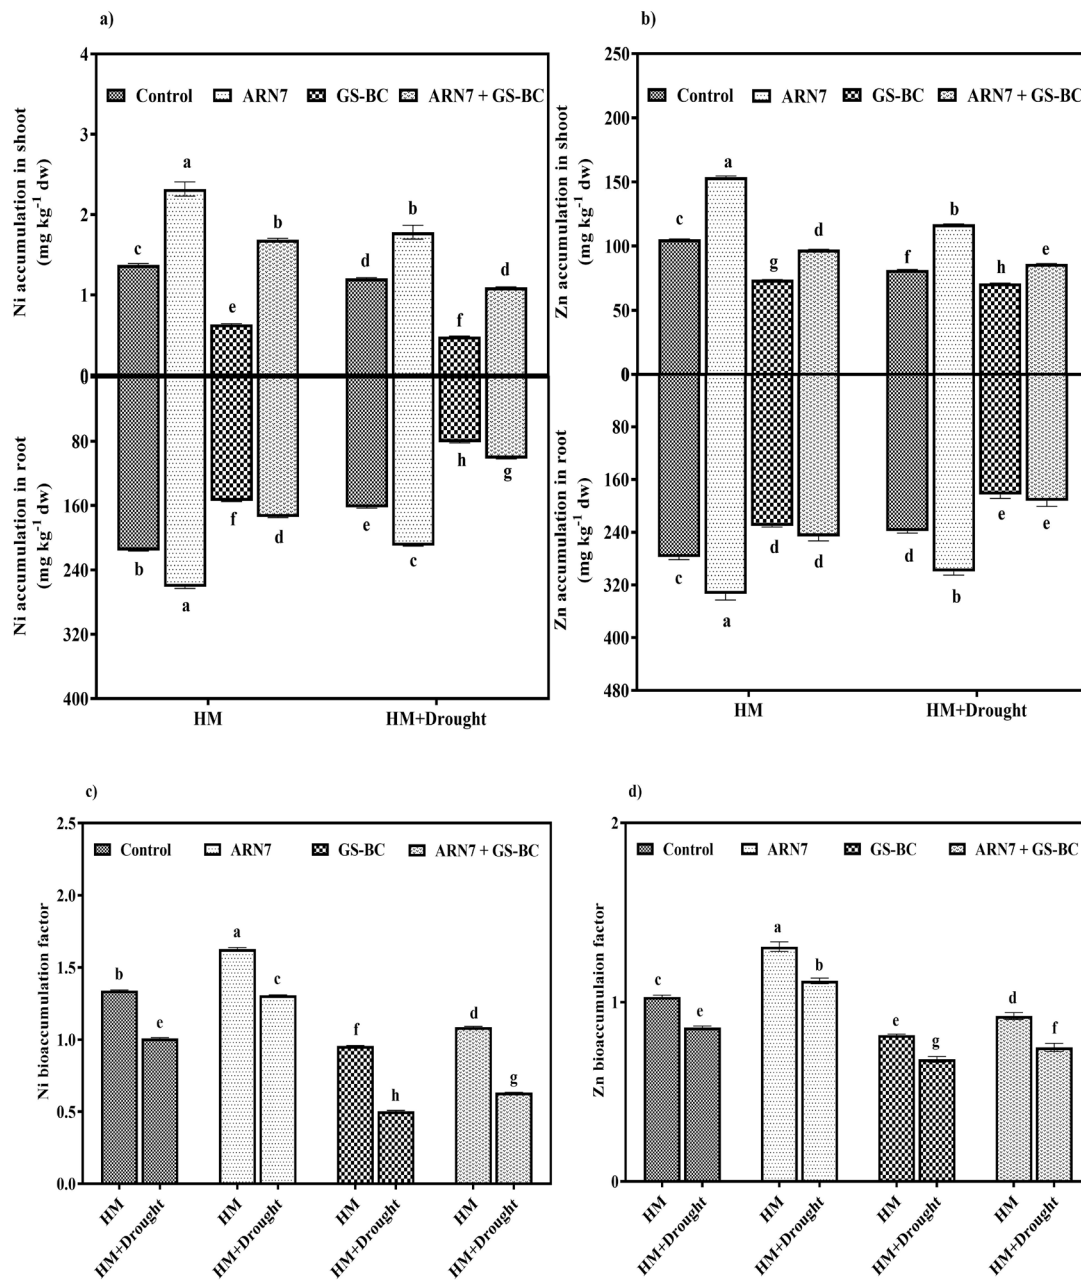 a)
Ni accumulation in shoot
(mg kg⁻¹ dw)
Ni accumulation in root
(mg kg⁻¹ dw)
4
3
2
1
0
80
160
240
320
400
Control ARN7 GS-BC ARN7 + GS-BC
c a e b d b f d
b a f d e c h g
HM HM+Drought
b)
Zn accumulation in shoot
(mg kg⁻¹ dw)
Zn accumulation in root
(mg kg⁻¹ dw)
250
200
150
100
50
0
80
160
240
320
400
480
Control ARN7 GS-BC ARN7 + GS-BC
c a g d f b h e
c a d d d b e e
HM HM+Drought
c)
Ni bioaccumulation factor
2.5
2.0
1.5
1.0
0.5
0.0
Control ARN7 GS-BC ARN7 + GS-BC
b e a c f h d g
HM HM+Drought HM HM+Drought HM HM+Drought HM HM+Drought
d)
Zn bioaccumulaion factor
2
1
0
Control ARN7 GS-BC ARN7 + GS-BC
c e a b e g d f
HM HM+Drought HM HM+Drought HM HM+Drought HM HM+Drought